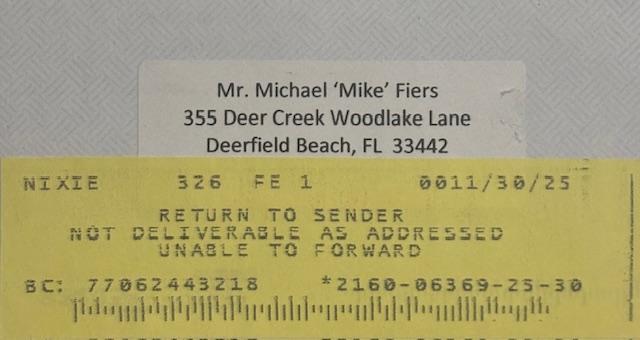 Mr. Michael ‘Mike’ Fiers
355 Deer Creek Woodlake Lane
Deerfield Beach, FL 33442
NIXIE 326 FE 1 0011/30/25
RETURN TO SENDER
NOT DELIVERABLE AS ADDRESSED
UNABLE TO FORWARD
BC: 77062443218 *2160-06369-25-30